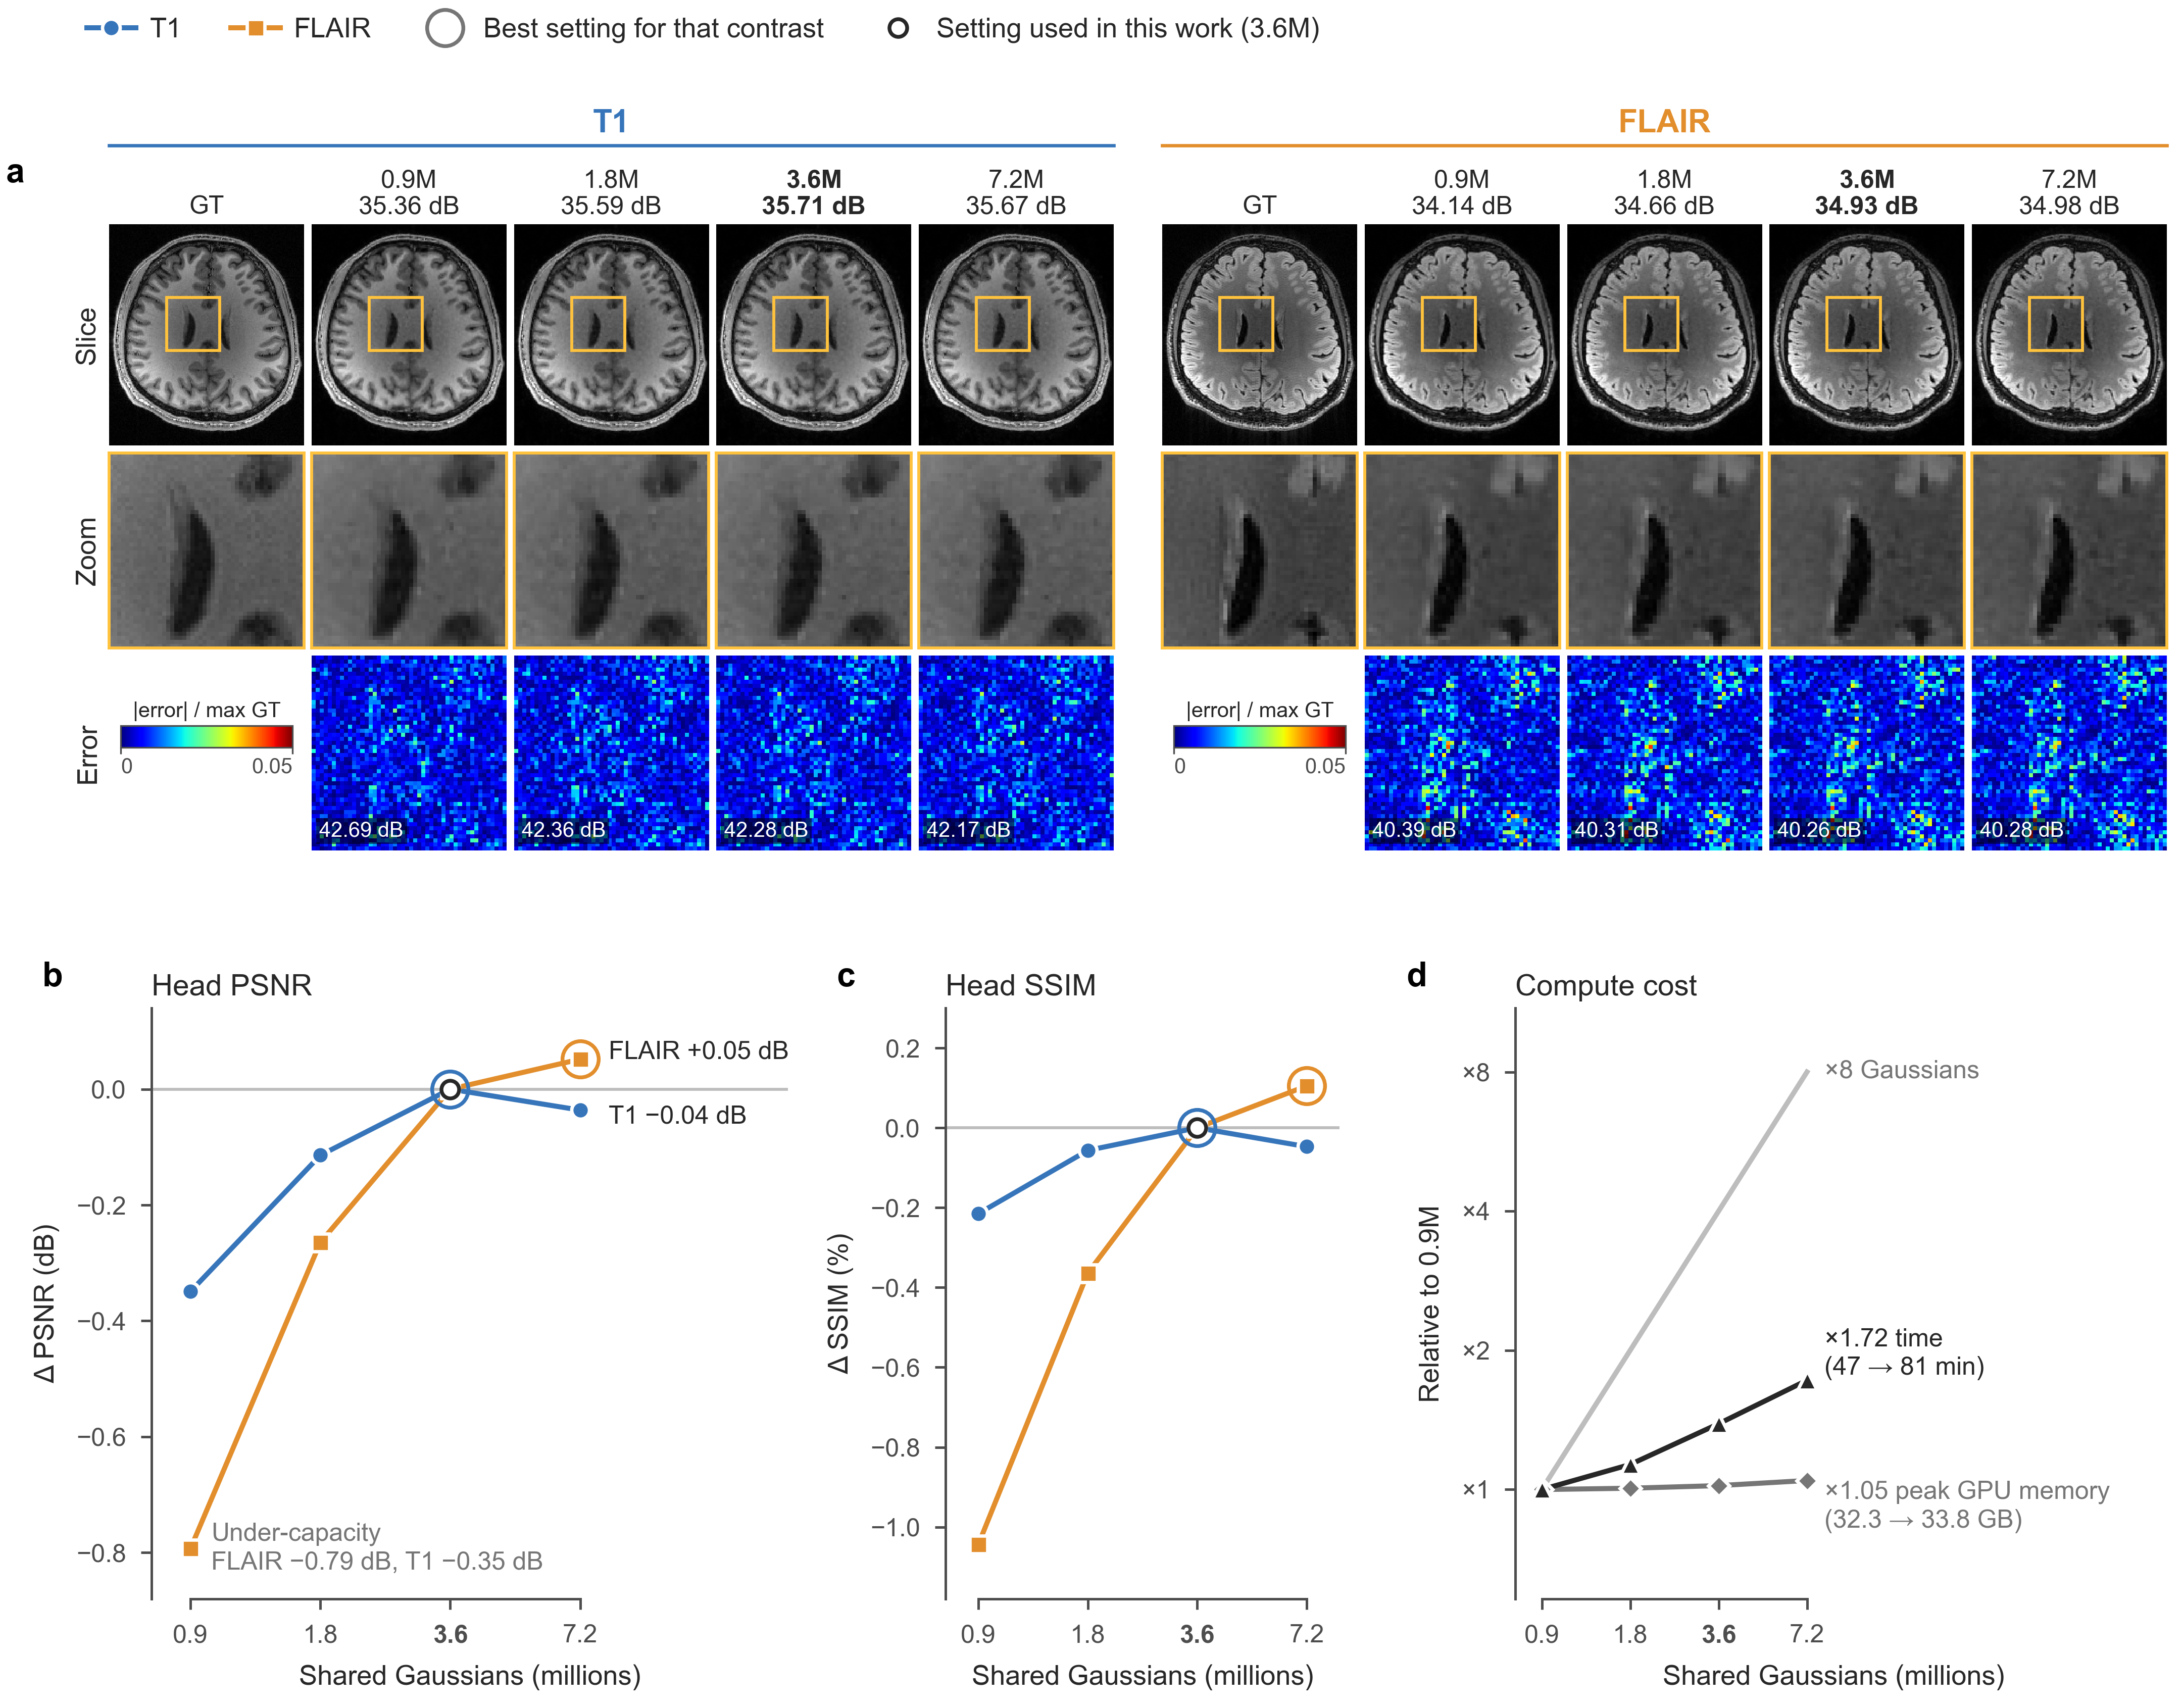 T1
FLAIR
Best setting for that contrast
Setting used in this work (3.6M)
T1
FLAIR
a
GT
0.9M
35.36 dB
1.8M
35.59 dB
3.6M
35.71 dB
7.2M
35.67 dB
GT
0.9M
34.14 dB
1.8M
34.66 dB
3.6M
34.93 dB
7.2M
34.98 dB
Slice
Zoom
Error
|error| / max GT
0
0.05
42.69 dB
42.36 dB
42.28 dB
42.17 dB
|error| / max GT
0
0.05
40.39 dB
40.31 dB
40.26 dB
40.28 dB
b
Head PSNR
Δ PSNR (dB)
0.0
−0.2
−0.4
−0.6
−0.8
FLAIR +0.05 dB
T1 −0.04 dB
Under-capacity
FLAIR −0.79 dB, T1 −0.35 dB
0.9
1.8
3.6
7.2
Shared Gaussians (millions)
c
Head SSIM
Δ SSIM (%)
0.2
0.0
−0.2
−0.4
−0.6
−0.8
−1.0
0.9
1.8
3.6
7.2
Shared Gaussians (millions)
d
Compute cost
Relative to 0.9M
×8
×4
×2
×1
×8 Gaussians
×1.72 time
(47 → 81 min)
×1.05 peak GPU memory
(32.3 → 33.8 GB)
0.9
1.8
3.6
7.2
Shared Gaussians (millions)